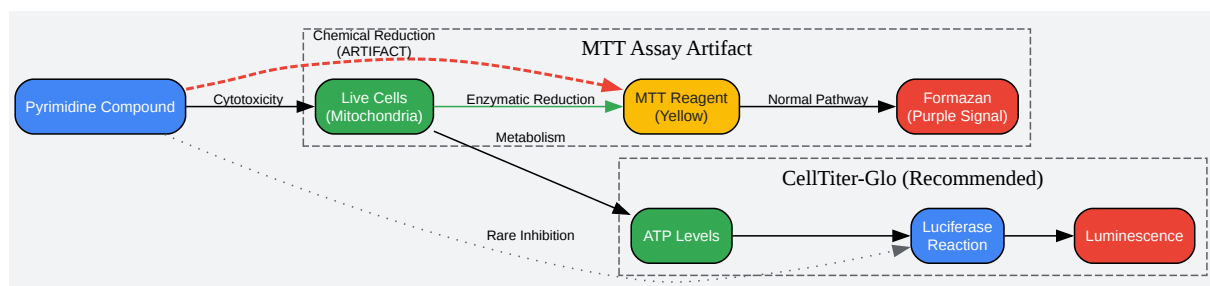 Chemical Reduction
(ARTIFACT)
MTT Assay Artifact
Pyrimidine Compound
Cytotoxicity
Live Cells
(Mitochondria)
Enzymatic Reduction
MTT Reagent
(Yellow)
Normal Pathway
Formazan
(Purple Signal)
Metabolism
CellTiter-Glo (Recommended)
Rare Inhibition
ATP Levels
Luciferase
Reaction
Luminescence